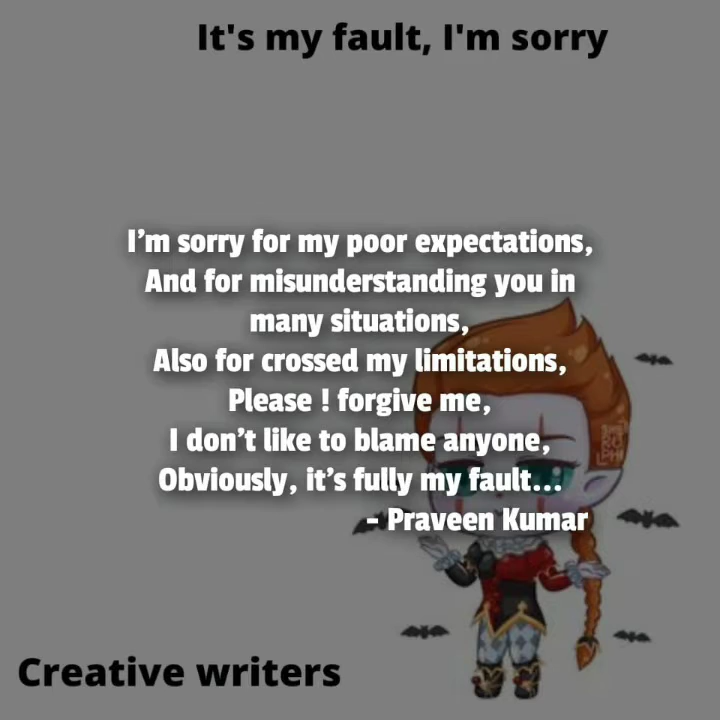 It's my fault, I'm sorry
I'm sorry for my poor expectations,
And for misunderstanding you in
many situations,
Also for crossed my limitations,
Please ! forgive me,
I don't like to blame anyone,
Obviously, it's fully my fault...
- Praveen Kumar
Creative writers